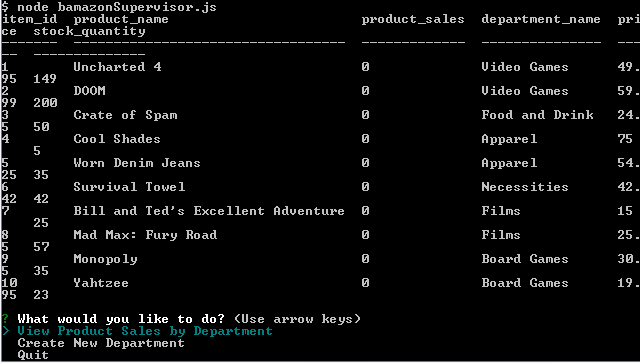 $ node bamazonSupervisor.js
item_id  product_name                       product_sales  department_name  pri
ce  stock_quantity
-------  ---------------------------------  -------------  ---------------  ---
--  --------------
1        Uncharted 4                        0              Video Games      49.
95  149
2        DOOM                               0              Video Games      59.
99  200
3        Crate of Spam                      0              Food and Drink   24.
5   50
4        Cool Shades                        0              Apparel          75
    5
5        Worn Denim Jeans                   0              Apparel          54.
25  35
6        Survival Towel                     0              Necessities      42.
42  42
7        Bill and Ted's Excellent Adventure  0              Films            15
    25
8        Mad Max: Fury Road                 0              Films            25.
5   57
9        Monopoly                           0              Board Games      30.
5   35
10       Yahtzee                            0              Board Games      19.
95  23
? What would you like to do? (Use arrow keys)
> View Product Sales by Department
  Create New Department
  Quit